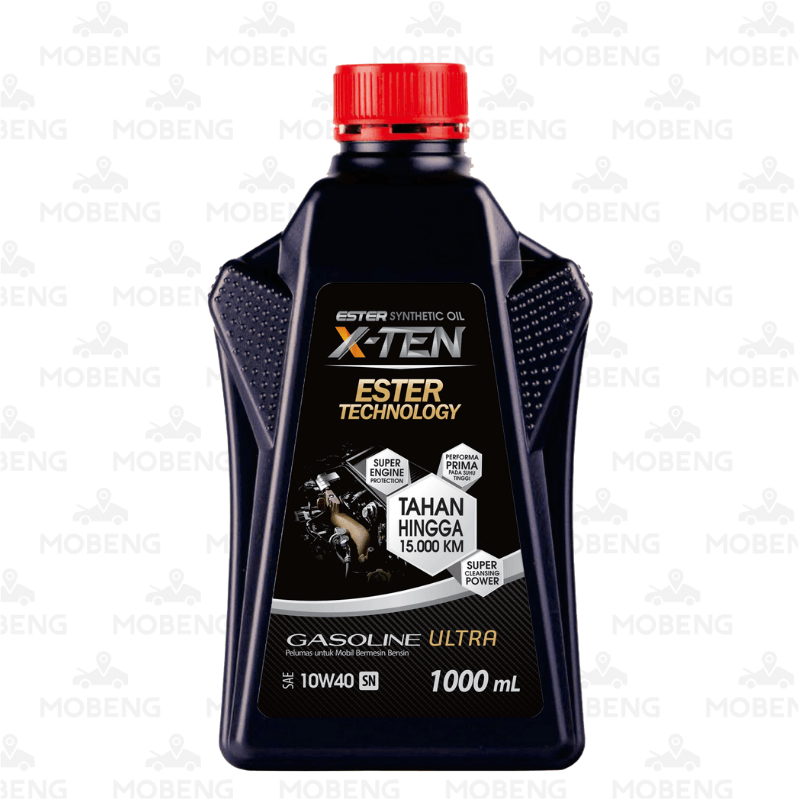 ESTER SYNTHETIC OIL
X-TEN
ESTER
TECHNOLOGY
SUPER
ENGINE
PROTECTION
PERFORMA
PRIMA
PADA SUHU
TINGGI
TAHAN
HINGGA
15.000 KM
SUPER
CLEANSING
POWER
GASOLINE ULTRA
Pelumas untuk Mobil Bermesin Bensin
SAE 10W40 SN
1000 mL
MOBENG